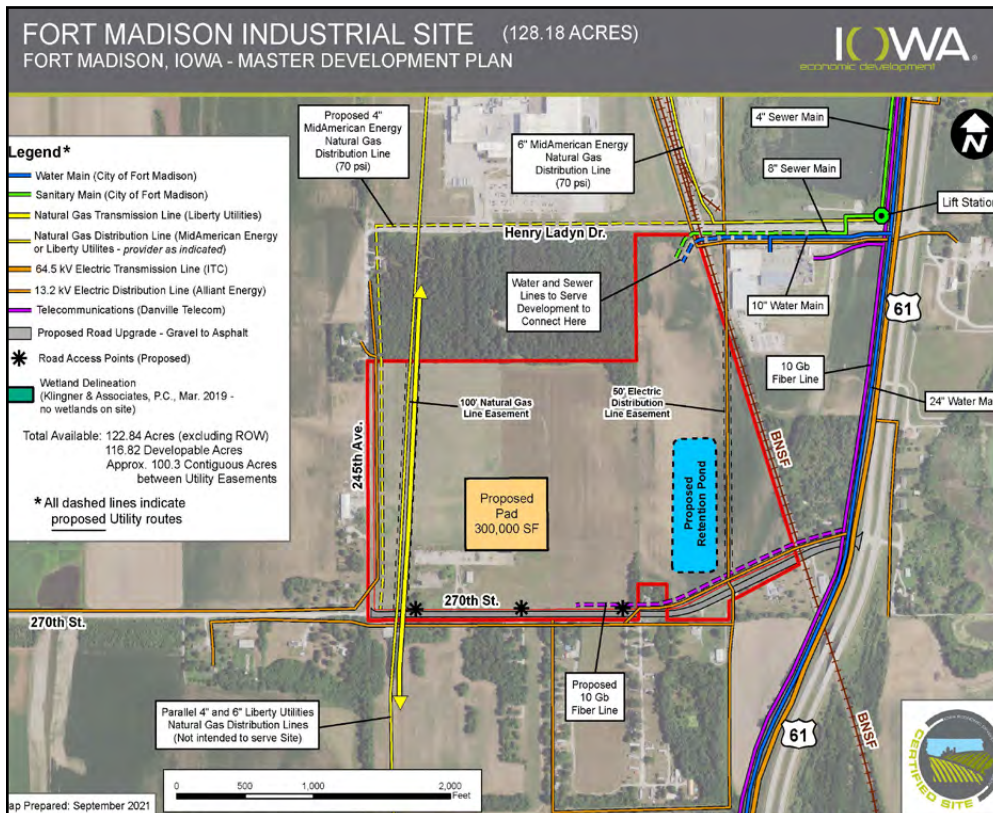 FORT MADISON INDUSTRIAL SITE (128.18 ACRES)
FORT MADISON, IOWA - MASTER DEVELOPMENT PLAN
IOWA
economic development
Legend*
Water Main (City of Fort Madison)
Sanitary Main (City of Fort Madison)
Natural Gas Transmission Line (Liberty Utilities)
Natural Gas Distribution Line (MidAmerican Energy
or Liberty Utilites - provider as indicated)
64.5 kV Electric Transmission Line (ITC)
13.2 kV Electric Distribution Line (Alliant Energy)
Telecommunications (Danville Telecom)
Proposed Road Upgrade - Gravel to Asphalt
Road Access Points (Proposed)
Wetland Delineation
(Klingner & Associates, P.C., Mar. 2019 -
no wetlands on site)
Total Available: 122.84 Acres (excluding ROW)
116.82 Developable Acres
Approx. 100.3 Contiguous Acres
between Utility Easements
* All dashed lines indicate
proposed Utility routes
Proposed 4"
MidAmerican Energy
Natural Gas
Distribution Line
(70 psi)
6" MidAmerican Energy
Natural Gas
Distribution Line
(70 psi)
4" Sewer Main
8" Sewer Main
N
Lift Station
Henry Ladyn Dr.
Water and Sewer
Lines to Serve
Development to
Connect Here
10" Water Main
61
10 Gb
Fiber Line
24" Water Ma
100' Natural Gas
Line Easement
50' Electric
Distribution
Line Easement
245th Ave.
BNSF
Proposed
Pad
300,000 SF
Proposed
Retention Pond
270th St.
270th St.
Proposed
10 Gb
Fiber Line
Parallel 4" and 6" Liberty Utilities
Natural Gas Distribution Lines
(Not intended to serve Site)
61
BNSF
0 500 1,000 2,000
Feet
ap Prepared: September 2021
CERTIFIED SITE